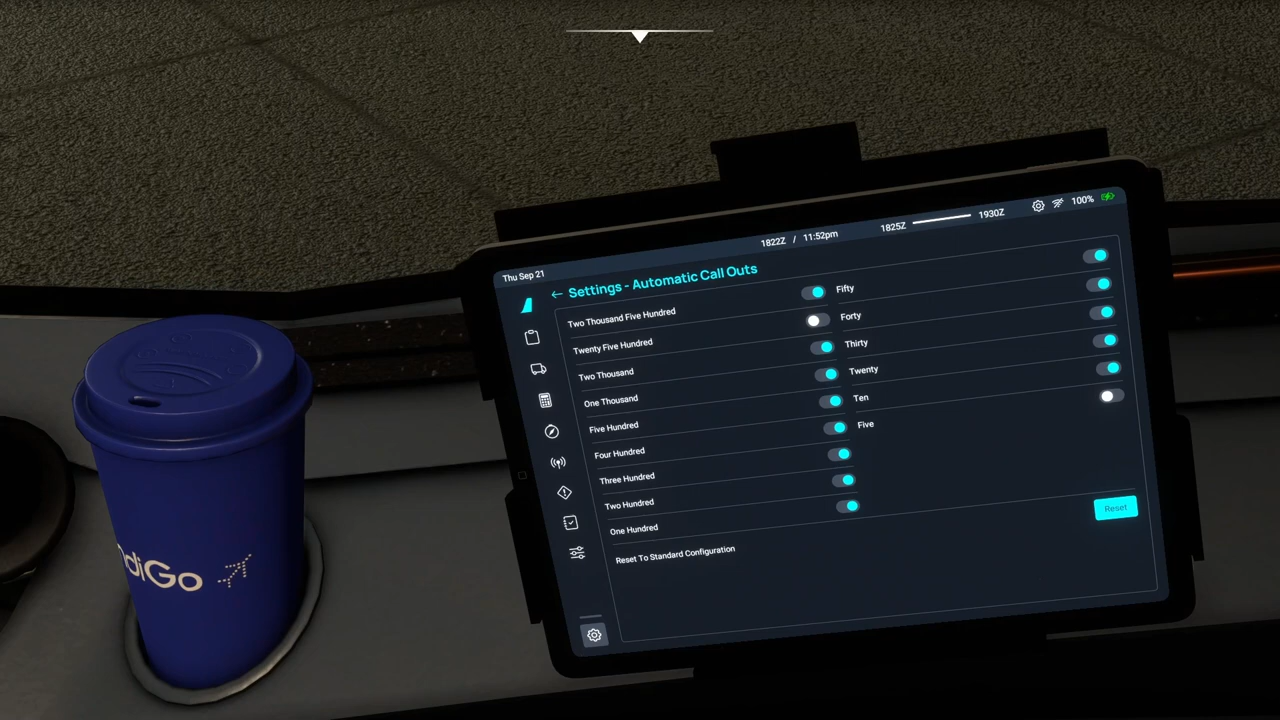 Thu Sep 21
1822Z / 11:52pm
1825Z
1930Z
100%
← Settings - Automatic Call Outs
Two Thousand Five Hundred
Twenty Five Hundred
Two Thousand
One Thousand
Five Hundred
Four Hundred
Three Hundred
Two Hundred
One Hundred
Reset To Standard Configuration
Fifty
Forty
Thirty
Twenty
Ten
Five
Reset
ndiGo